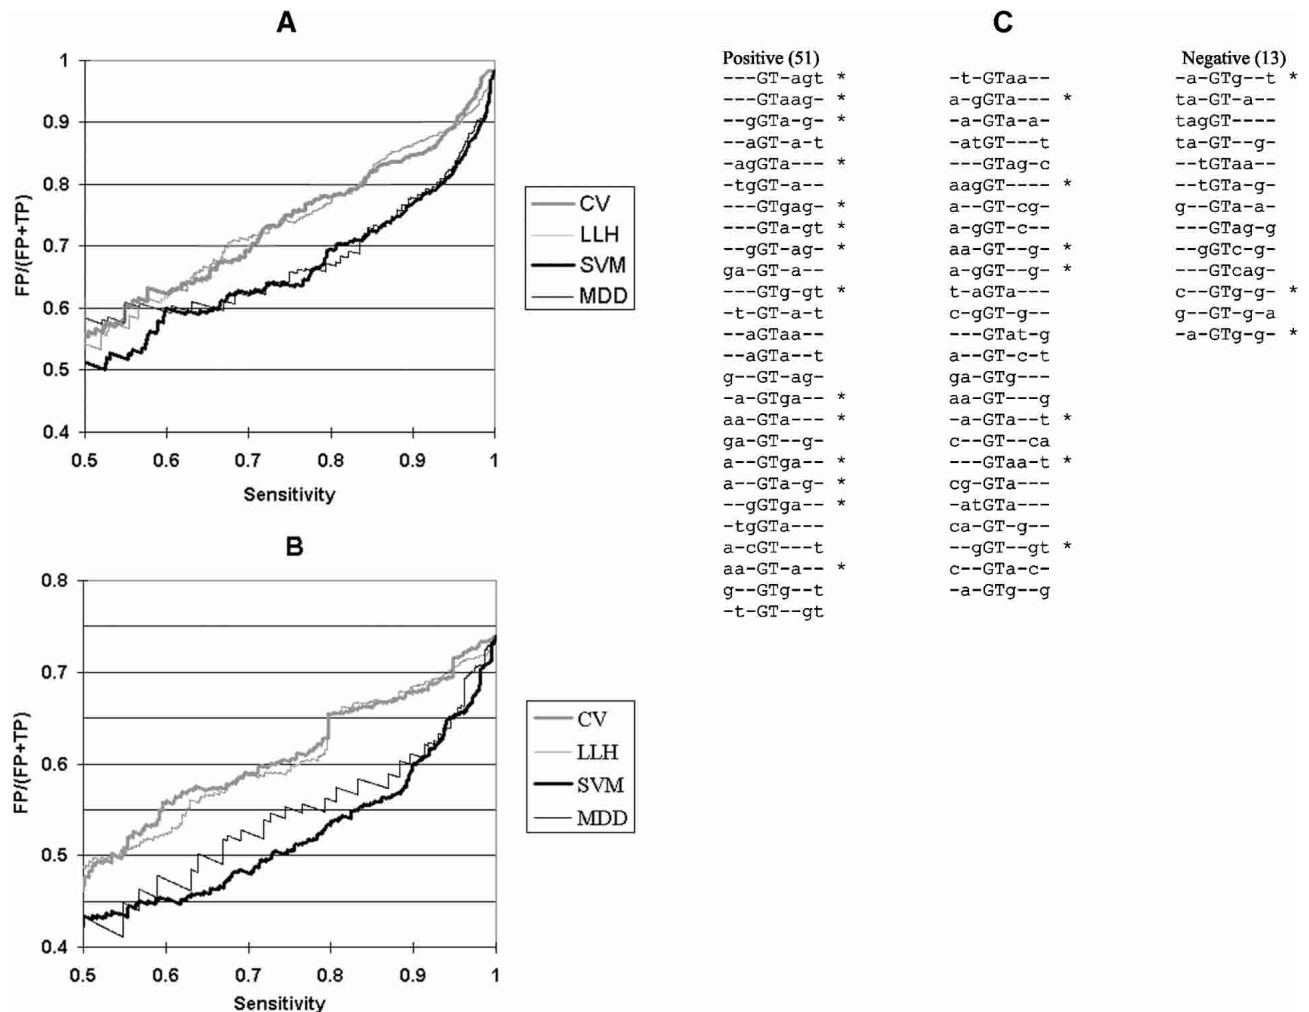 A
1
0.9
0.8
0.7
0.6
0.5
0.4
FP/(FP+TP)
0.5 0.6 0.7 0.8 0.9 1
Sensitivity
CV
LLH
SVM
MDD
B
0.8
0.7
0.6
0.5
0.4
FP/(FP+TP)
0.5 0.6 0.7 0.8 0.9 1
Sensitivity
CV
LLH
SVM
MDD
C
Positive (51)
---GT-agt *
---GTaag- *
--gGTa-g- *
--aGT-a-t
-agGTa--- *
-tgGT-a--
---GTgag- *
---GTa-gt *
--gGT-ag- *
ga-GT-a--
---GTg-gt *
-t-GT-a-t
--aGTaa--
--aGTa--t
g--GT-ag-
-a-GTga-- *
aa-GTa--- *
ga-GT--g-
a--GTga-- *
a--GTa-g- *
--gGTga-- *
-tgGTa---
a-cGT---t
aa-GT-a-- *
g--GTg--t
-t-GT--gt
-t-GTaa--
a-gGTa--- *
-a-GTa-a-
-atGT---t
---GTag-c
aagGT---- *
a--GT-cg-
a-gGT-c--
aa-GT--g- *
a-gGT--g- *
t-aGTa---
c-gGT-g--
---GTat-g
a--GT-c-t
ga-GTg---
aa-GT---g
-a-GTa--t *
c--GT--ca
---GTaa-t *
cg-GTa---
-atGTa---
ca-GT-g--
--gGT--gt *
c--GTa-c-
-a-GTg--g
Negative (13)
-a-GTg--t *
ta-GT-a--
tagGT----
ta-GT--g-
--tGTaa--
--tGTa-g-
g--GTa-a-
---GTag-g
--gGTc-g-
---GTcag-
c--GTg-g- *
g--GT-g-a
-a-GTg-g- *